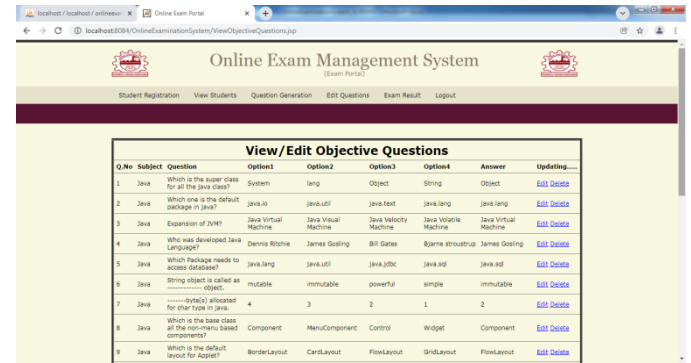 localhost / localhost / onlineexa
Online Exam Portal
localhost:8084/OnlineExaminationSystem/ViewObjectiveQuestions.jsp
Online Exam Management System
(Exam Portal)
Student Registration View Students Question Generation Edit Questions Exam Result Logout
View/Edit Objective Questions
Q.No Subject Question Option1 Option2 Option3 Option4 Answer Updating.....
1 Java Which is the super class for all the java class? System lang Object String Object Edit Delete
2 Java Which one is the default package in java? java.io java.util java.text java.lang java.lang Edit Delete
3 Java Expansion of JVM? Java Virtual Machine Java Visual Machine Java Velocity Machine Java Volatile Machine Java Virtual Machine Edit Delete
4 Java Who was developed Java Language? Dennis Ritchie James Gosling Bill Gates Bjarne stroustrup James Gosling Edit Delete
5 Java Which Package needs to access database? java.lang java.util java.jdbc java.sql java.sql Edit Delete
6 Java String object is called as ------------- object. mutable immutable powerful simple immutable Edit Delete
7 Java -------byte(s) allocated for char type in java. 4 3 2 1 2 Edit Delete
8 Java Which is the base class all the non-menu based components? Component MenuComponent Control Widget Component Edit Delete
9 Java Which is the default layout for Applet? BorderLayout CardLayout FlowLayout GridLayout FlowLayout Edit Delete